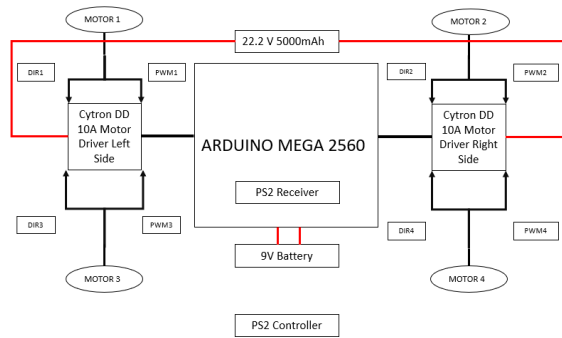 MOTOR 1
MOTOR 2
22.2 V 5000mAh
DIR1
PWM1
DIR2
PWM2
Cytron DD
10A Motor
Driver Left
Side
ARDUINO MEGA 2560
Cytron DD
10A Motor
Driver Right
Side
PS2 Receiver
DIR3
PWM3
DIR4
PWM4
9V Battery
MOTOR 3
MOTOR 4
PS2 Controller